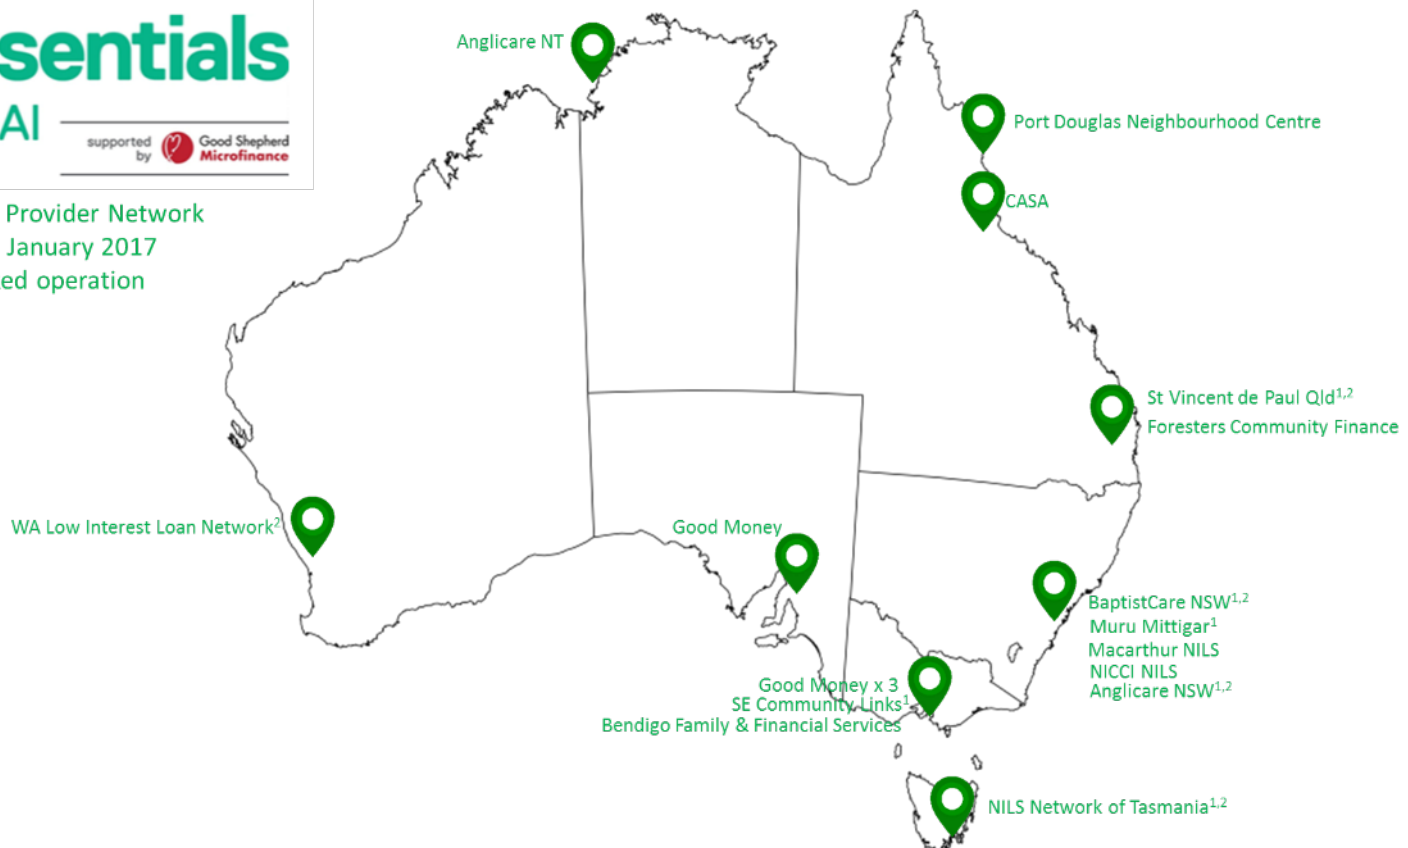 sentials
AI
supported by
Good Shepherd
Microfinance
Provider Network
January 2017
ed operation
Anglicare NT
Port Douglas Neighbourhood Centre
CASA
St Vincent de Paul Qld1,2
Foresters Community Finance
WA Low Interest Loan Network2
Good Money
BaptistCare NSW1,2
Muru Mittigar1
Macarthur NILS
NICCI NILS
Anglicare NSW1,2
Good Money x 3
SE Community Links1
Bendigo Family & Financial Services
NILS Network of Tasmania1,2